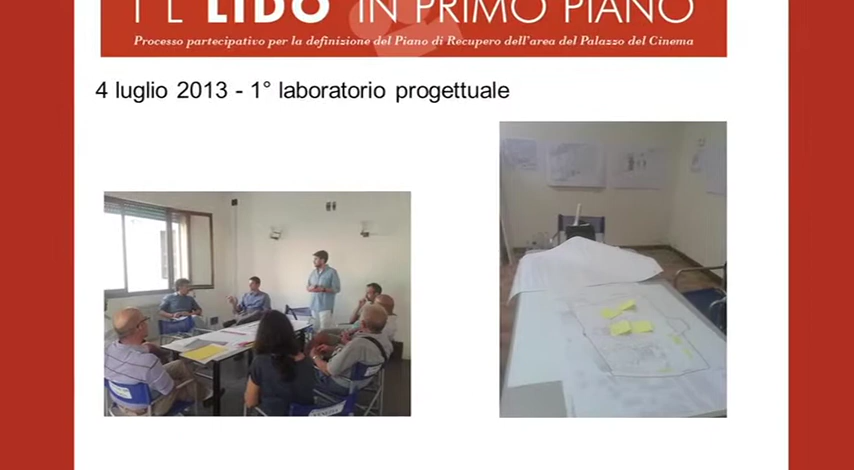 IL LIDO IN PRIMO PIANO
Processo partecipativo per la definizione del Piano di Recupero dell'area del Palazzo del Cinema
4 luglio 2013 - 1° laboratorio progettuale